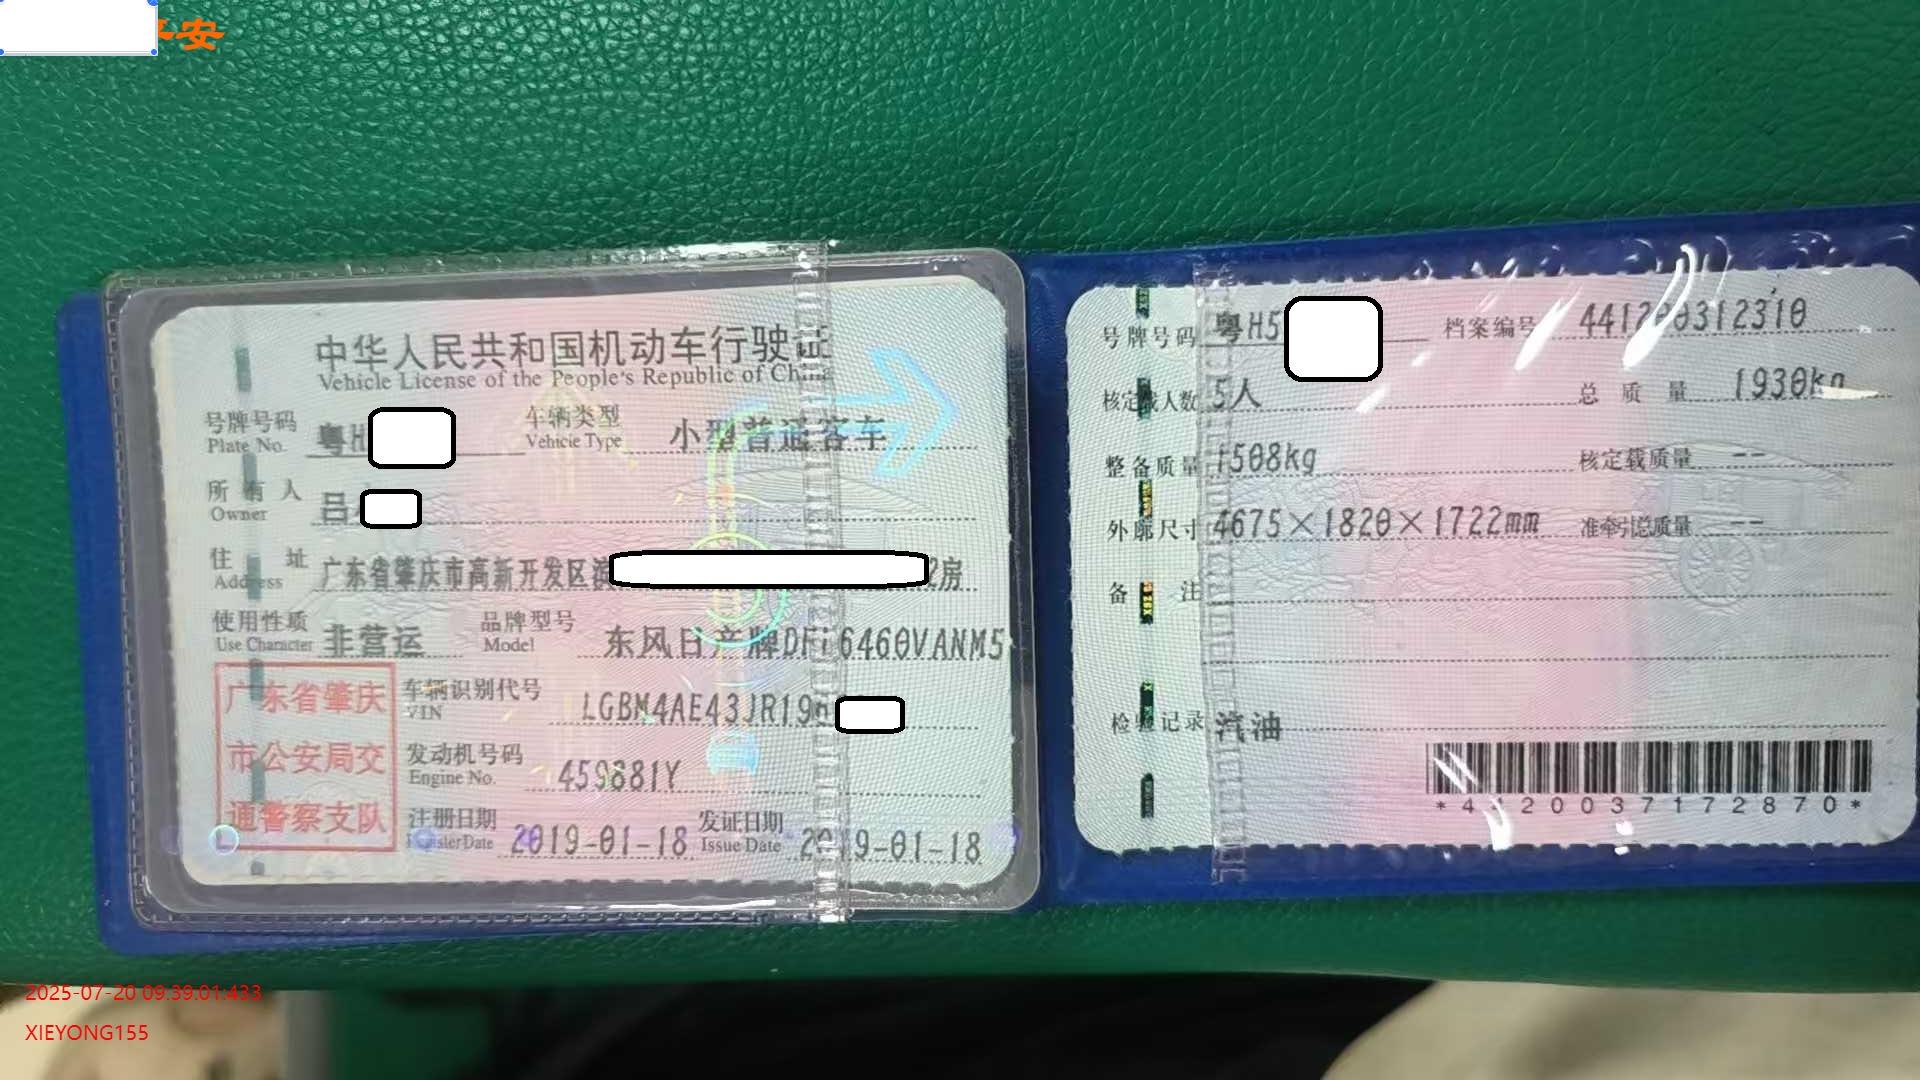 安
中华人民共和国机动车行驶证
Vehicle License of the People's Republic of China
号牌号码 粤H 车辆类型 小型普通客车
Plate No. Vehicle Type
所有人 吕
Owner
住址 广东省肇庆市高新开发区 2房
Address
使用性质 非营运 品牌型号 东风日产牌DFL6460VANM5
Use Character Model
车辆识别代号 LGBM4AE43JR19
VIN
发动机号码 459881Y
Engine No.
注册日期 2019-01-18 发证日期 2019-01-18
Register Date Issue Date
广东省肇庆
市公安局交
通警察支队
号牌号码 粤H5 档案编号 441200312310
核定载人数 5人 总质量 1930kg
整备质量 1508kg 核定载质量 --
外廓尺寸 4675×1820×1722mm 准牵引总质量 --
备注
检验记录 汽油
*4120037172870*
2025-07-20 09:39:01:433
XIEYONG155